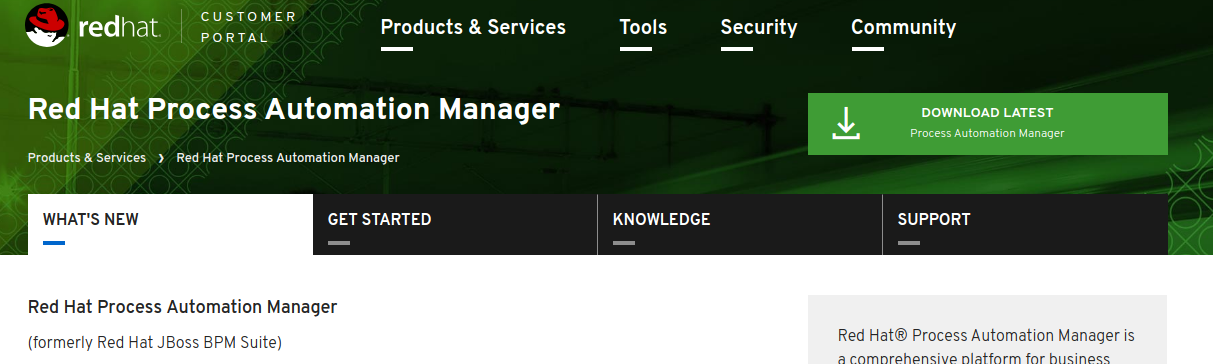 redhat.
CUSTOMER
PORTAL
Products & Services
Tools
Security
Community
Red Hat Process Automation Manager
DOWNLOAD LATEST
Process Automation Manager
Products & Services ❯ Red Hat Process Automation Manager
WHAT'S NEW
GET STARTED
KNOWLEDGE
SUPPORT
Red Hat Process Automation Manager
(formerly Red Hat JBoss BPM Suite)
Red Hat® Process Automation Manager is
a comprehensive platform for business